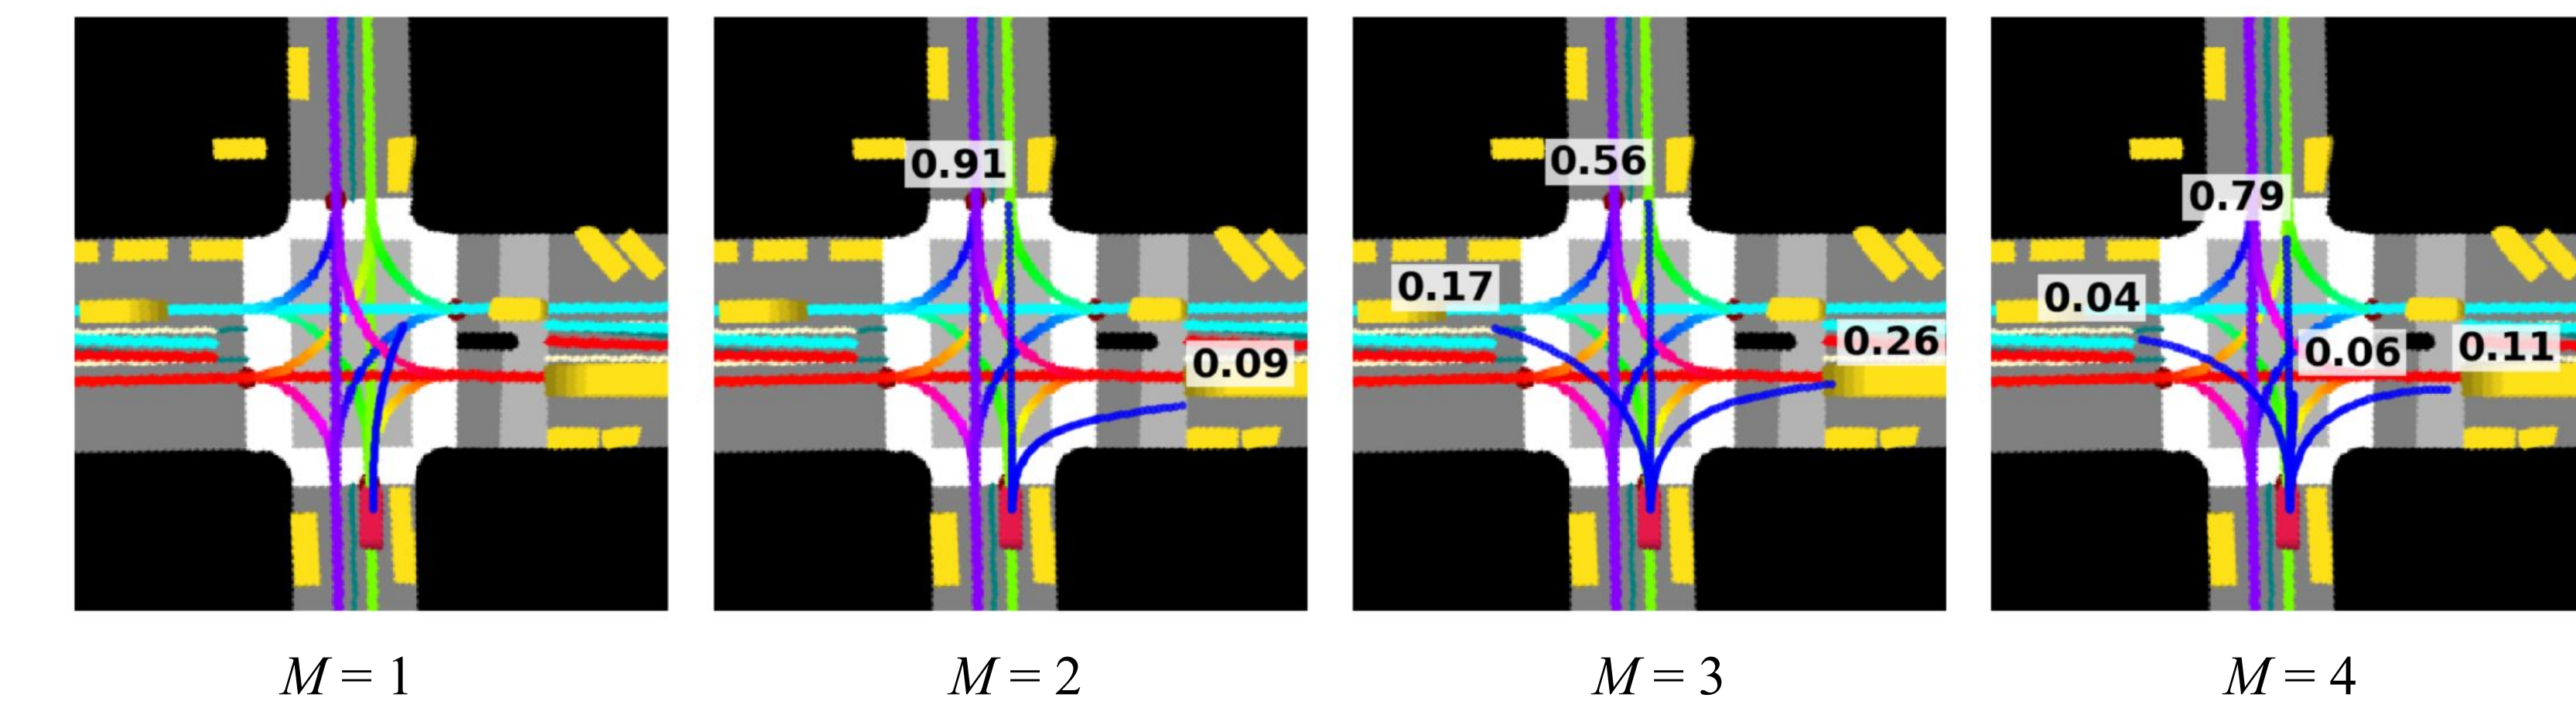 0.91
0.09
0.56
0.17
0.26
0.79
0.04
0.06
0.11
M = 1
M = 2
M = 3
M = 4